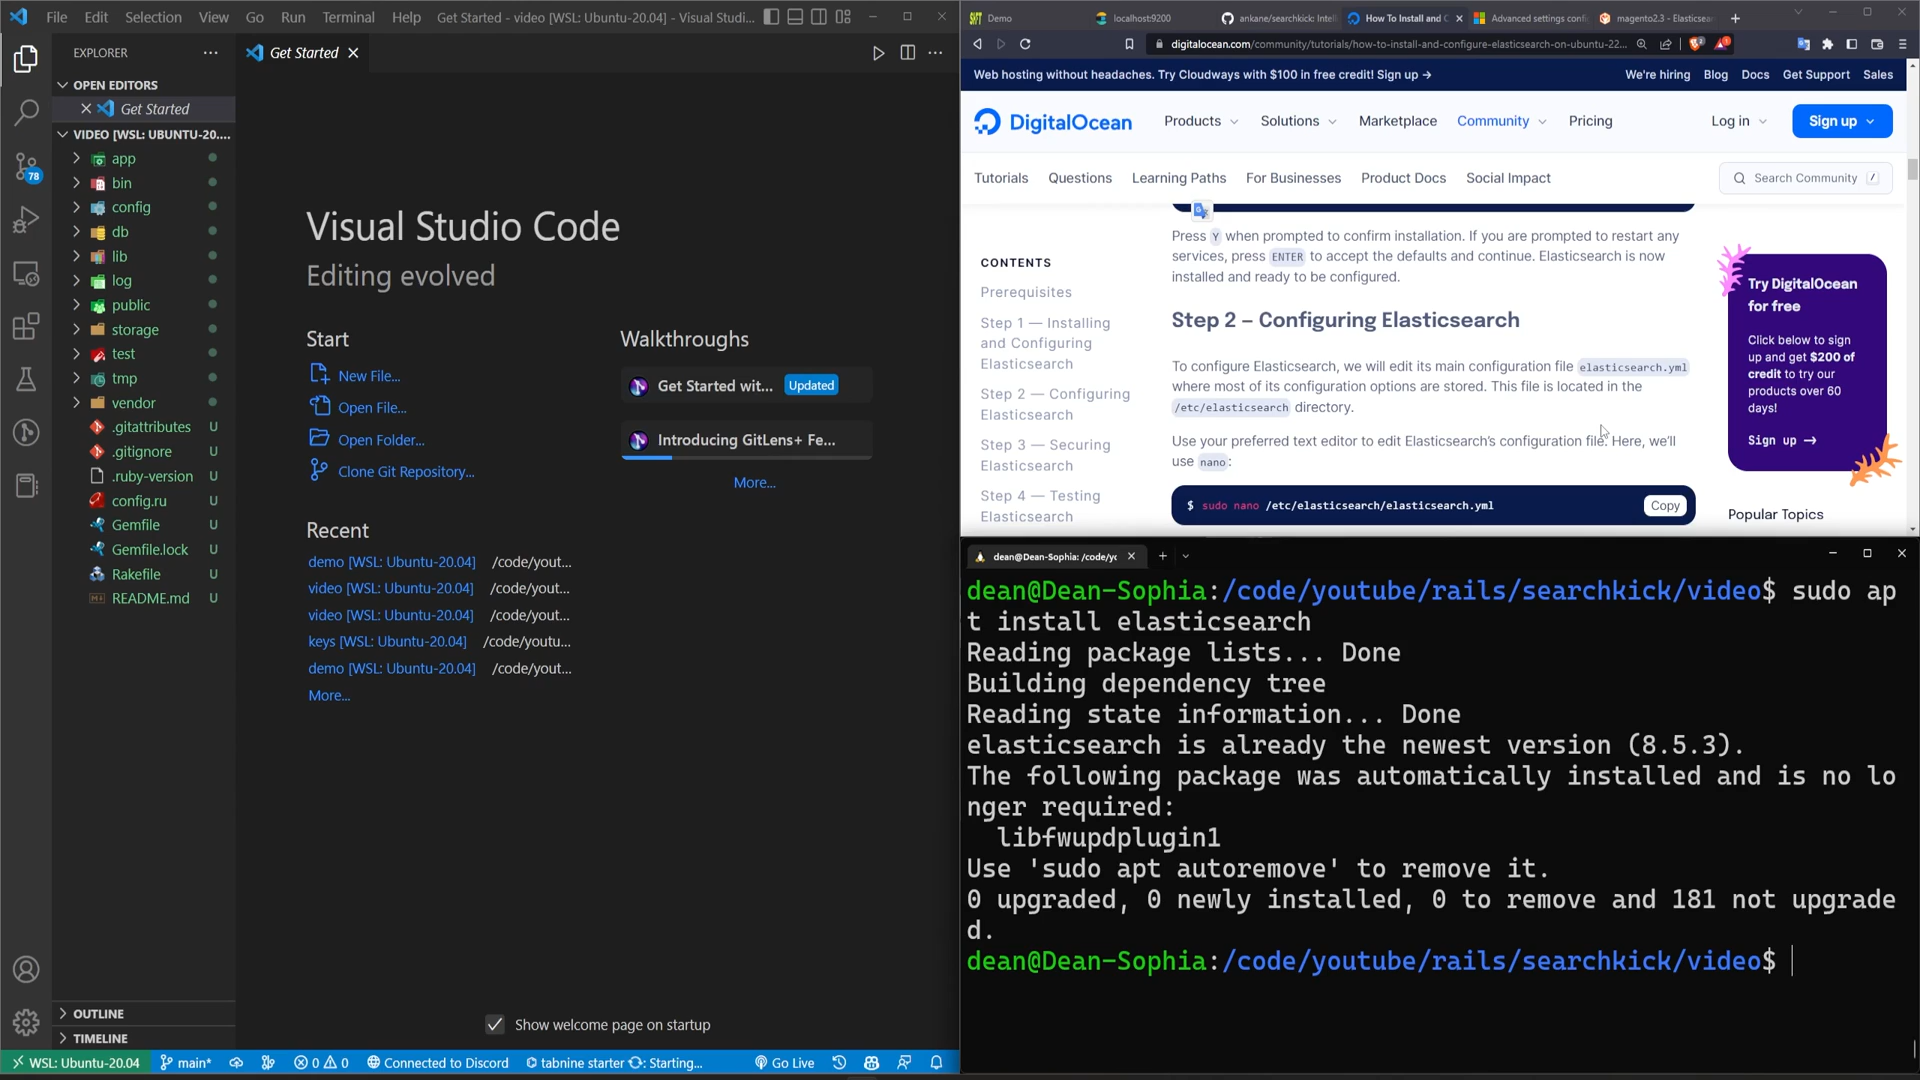 File Edit Selection View Go Run Terminal Help Get Started - video [WSL: Ubuntu-20.04] - Visual Studi...
EXPLORER
Get Started
OPEN EDITORS
Get Started
VIDEO [WSL: UBUNTU-20....
app
bin
config
db
lib
log
public
storage
test
tmp
vendor
.gitattributes U
.gitignore U
.ruby-version U
config.ru U
Gemfile U
Gemfile.lock U
Rakefile U
README.md U
78
OUTLINE
TIMELINE
Visual Studio Code
Editing evolved
Start
New File...
Open File...
Open Folder...
Clone Git Repository...
Recent
demo [WSL: Ubuntu-20.04] /code/yout...
video [WSL: Ubuntu-20.04] /code/yout...
video [WSL: Ubuntu-20.04] /code/yout...
keys [WSL: Ubuntu-20.04] /code/youtu...
demo [WSL: Ubuntu-20.04] /code/yout...
More...
Walkthroughs
Get Started wit... Updated
Introducing GitLens+ Fe...
More...
Show welcome page on startup
WSL: Ubuntu-20.04 main* 0 0 Connected to Discord tabnine starter : Starting... Go Live
Demo localhost:9200 ankane/searchkick: Intel How To Install and C Advanced settings confi magento2.3 - Elasticsea
digitalocean.com/community/tutorials/how-to-install-and-configure-elasticsearch-on-ubuntu-22...
Web hosting without headaches. Try Cloudways with $100 in free credit! Sign up → We're hiring Blog Docs Get Support Sales
DigitalOcean Products Solutions Marketplace Community Pricing Log in Sign up
Tutorials Questions Learning Paths For Businesses Product Docs Social Impact Search Community /
CONTENTS
Prerequisites
Step 1 — Installing
and Configuring
Elasticsearch
Step 2 — Configuring
Elasticsearch
Step 3 — Securing
Elasticsearch
Step 4 — Testing
Elasticsearch
Press Y when prompted to confirm installation. If you are prompted to restart any
services, press ENTER to accept the defaults and continue. Elasticsearch is now
installed and ready to be configured.
Step 2 – Configuring Elasticsearch
To configure Elasticsearch, we will edit its main configuration file elasticsearch.yml
where most of its configuration options are stored. This file is located in the
/etc/elasticsearch directory.
Use your preferred text editor to edit Elasticsearch's configuration file. Here, we'll
use nano:
$ sudo nano /etc/elasticsearch/elasticsearch.yml Copy
Try DigitalOcean
for free
Click below to sign
up and get $200 of
credit to try our
products over 60
days!
Sign up →
Popular Topics
dean@Dean-Sophia: /code/yc
dean@Dean-Sophia:/code/youtube/rails/searchkick/video$ sudo ap
t install elasticsearch
Reading package lists... Done
Building dependency tree
Reading state information... Done
elasticsearch is already the newest version (8.5.3).
The following package was automatically installed and is no lo
nger required:
libfwupdplugin1
Use 'sudo apt autoremove' to remove it.
0 upgraded, 0 newly installed, 0 to remove and 181 not upgrade
d.
dean@Dean-Sophia:/code/youtube/rails/searchkick/video$